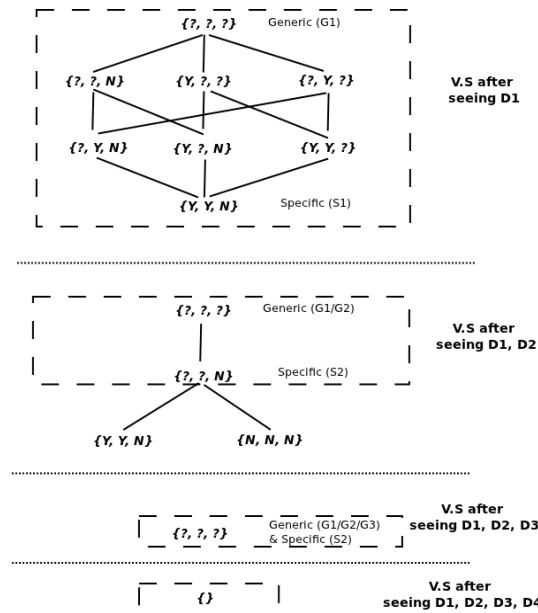 {?, ?, ?} Generic (G1)
{?, ?, N} {Y, ?, ?} {?, Y, ?}
V.S after
seeing D1
{?, Y, N} {Y, ?, N} {Y, Y, ?}
{Y, Y, N} Specific (S1)
{?, ?, ?} Generic (G1/G2)
V.S after
seeing D1, D2
{?, ?, N} Specific (S2)
{Y, Y, N} {N, N, N}
V.S after
seeing D1, D2, D3
{?, ?, ?} Generic (G1/G2/G3)
& Specific (S2)
V.S after
seeing D1, D2, D3, D4
{}